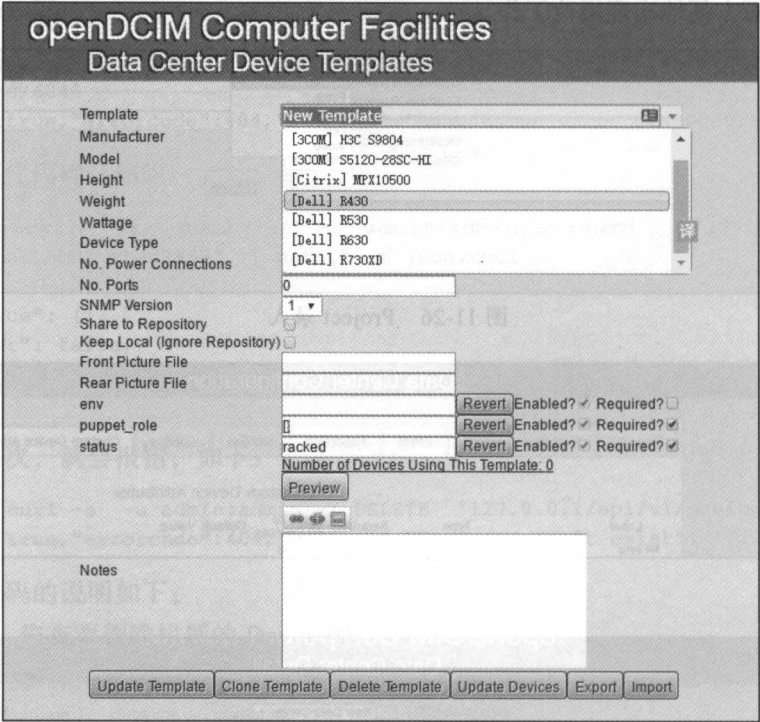 openDCIM Computer Facilities
Data Center Device Templates
Template New Template
Manufacturer [3COM] H3C S9804
Model [3COM] S5120-28SC-HI
Height [Citrix] MPX10500
Weight [Dell] R430
Wattage [Dell] R530
Device Type [Dell] R630
No. Power Connections [Dell] R730XD
译
No. Ports 0
SNMP Version 1
Share to Repository
Keep Local (Ignore Repository)
Front Picture File
Rear Picture File
env Revert Enabled? Required?
puppet_role [] Revert Enabled? Required?
status racked Revert Enabled? Required?
Number of Devices Using This Template: 0
Preview
Notes
Update Template Clone Template Delete Template Update Devices Export Import